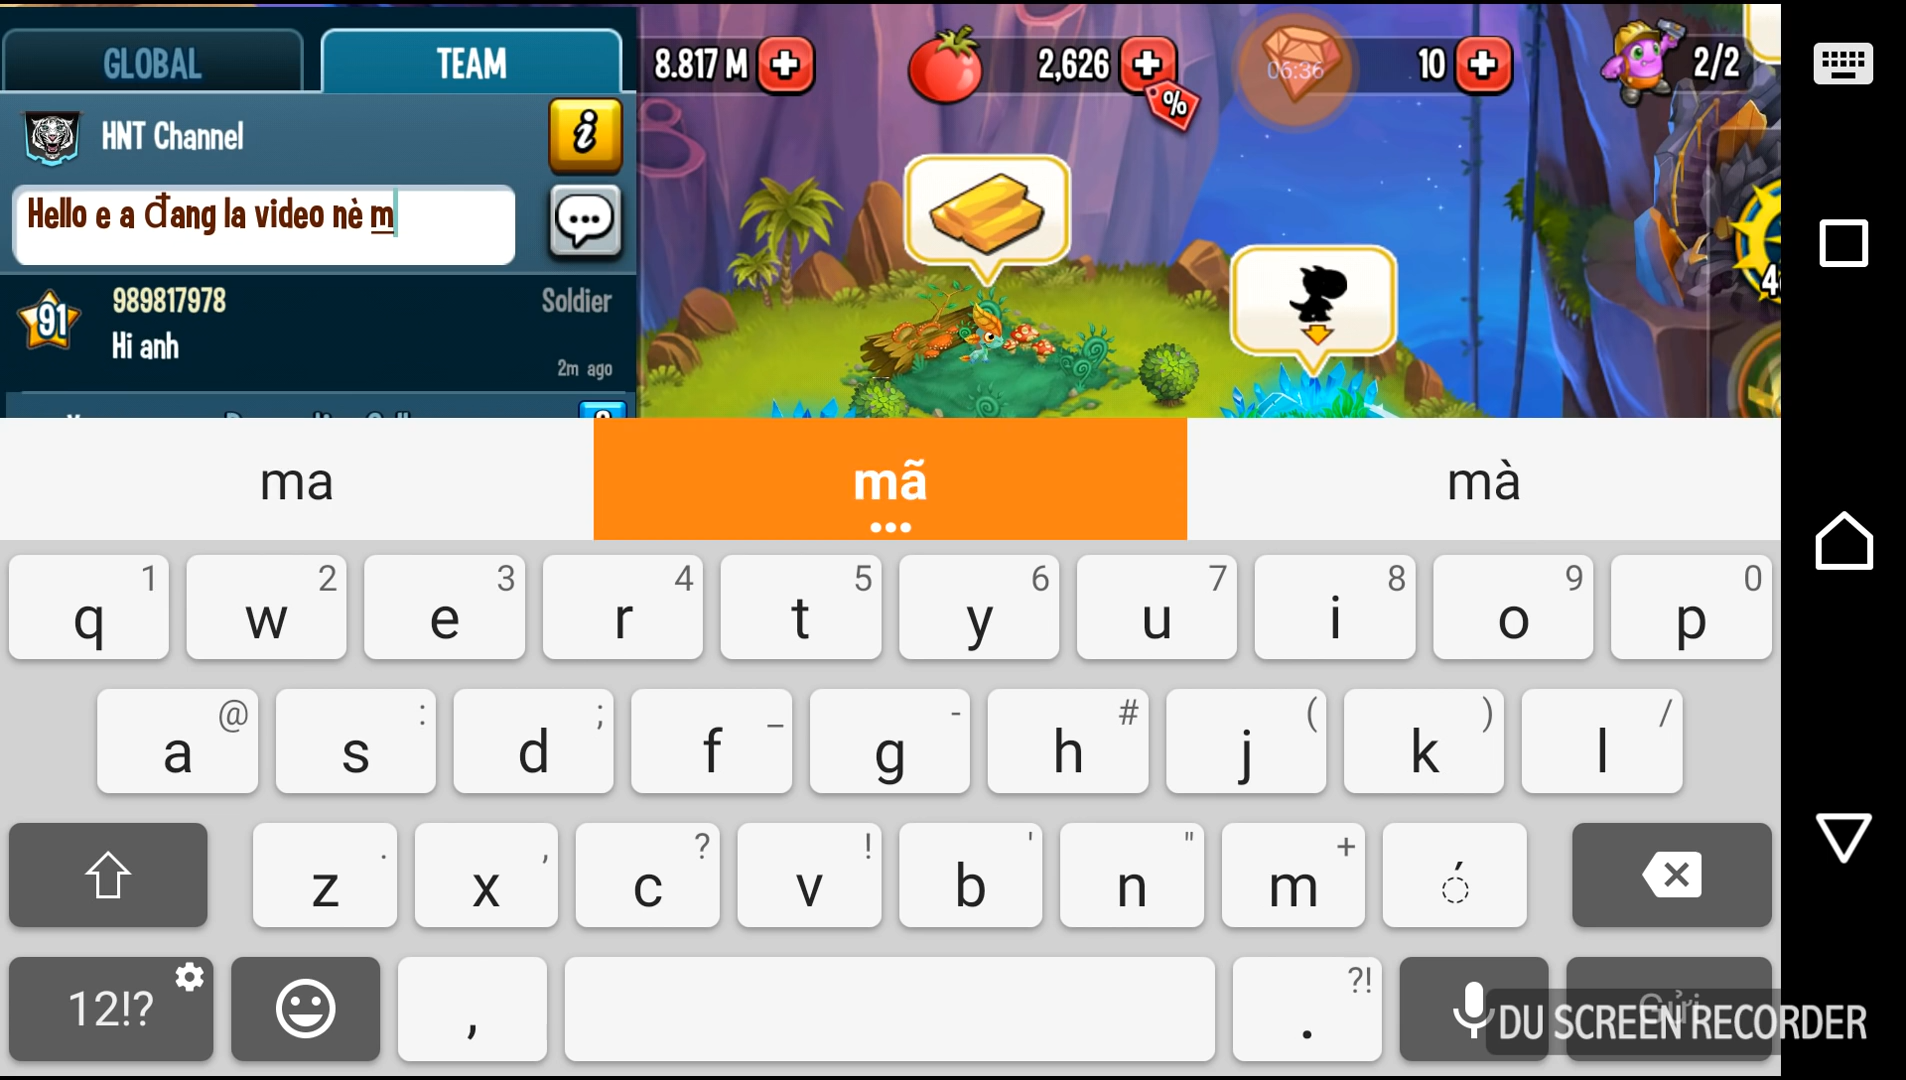 GLOBAL
TEAM
8.817 M
2,626
%
06:36
10
2/2
HNT Channel
i
Hello e a đang la video nè m
91
989817978
Soldier
Hi anh
2m ago
ma
mã
mà
1 2 3 4 5 6 7 8 9 0
q w e r t y u i o p
@ : ; _ - # ( ) /
a s d f g h j k l
. , ? ! ' " +
z x c v b n m
12!?
,
?!
.
Gửi
DU SCREEN RECORDER